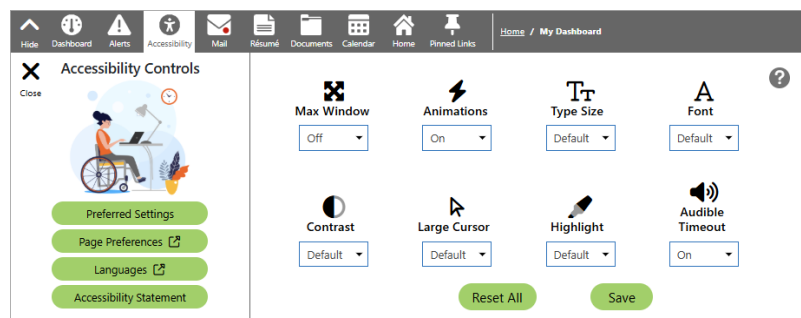 Hide Dashboard Alerts Accessibility Mail Résumé Documents Calendar Home Pinned Links Home / My Dashboard
Accessibility Controls
Close
Preferred Settings
Page Preferences
Languages
Accessibility Statement
Max Window Animations Type Size Font
Off On Default Default
Contrast Large Cursor Highlight Audible Timeout
Default Default Default On
Reset All Save